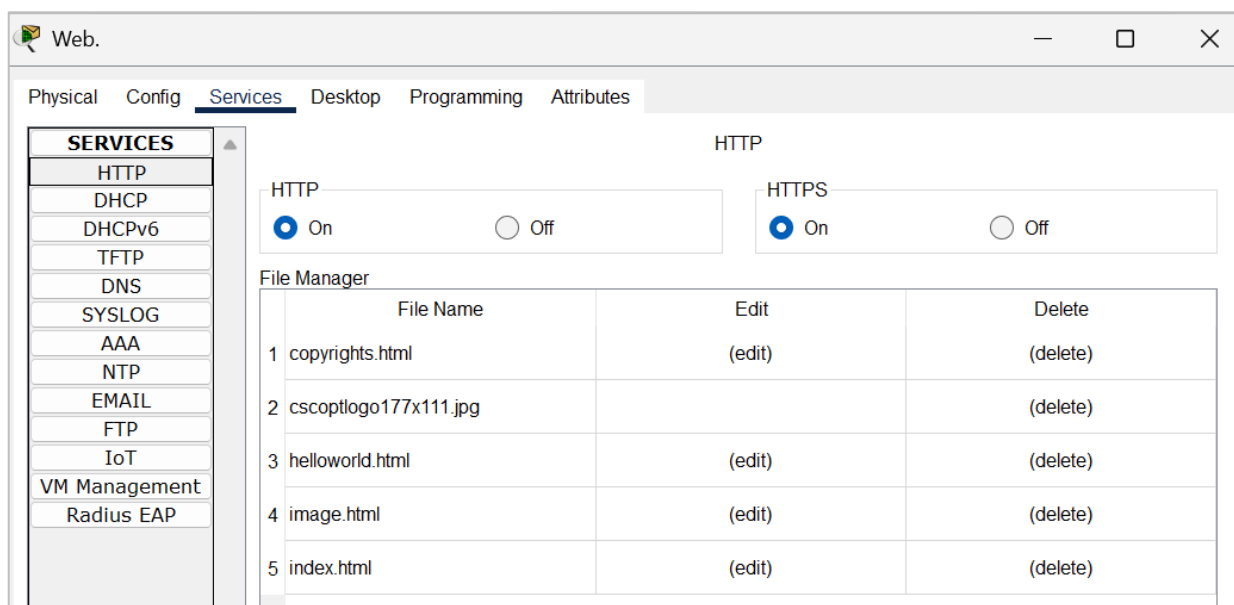 Web.
Physical Config Services Desktop Programming Attributes
SERVICES
HTTP
DHCP
DHCPv6
TFTP
DNS
SYSLOG
AAA
NTP
EMAIL
FTP
IoT
VM Management
Radius EAP
HTTP
HTTP
On Off
HTTPS
On Off
File Manager
File Name Edit Delete
1 copyrights.html (edit) (delete)
2 cscoptlogo177x111.jpg (delete)
3 helloworld.html (edit) (delete)
4 image.html (edit) (delete)
5 index.html (edit) (delete)